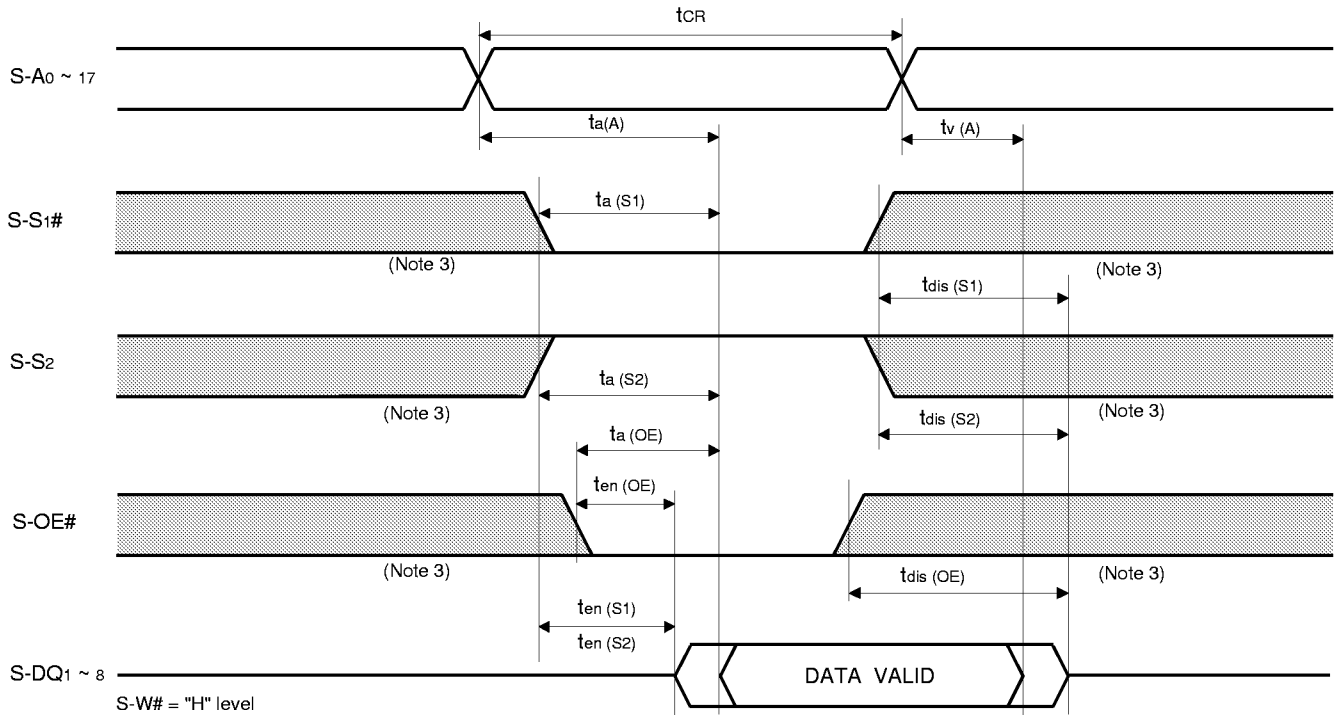 tCR
S-A0 ~ 17
ta(A)
tv (A)
ta (S1)
S-S1#
(Note 3)
(Note 3)
tdis (S1)
S-S2
ta (S2)
(Note 3)
(Note 3)
tdis (S2)
ta (OE)
ten (OE)
S-OE#
(Note 3)
(Note 3)
tdis (OE)
ten (S1)
ten (S2)
S-DQ1 ~ 8
DATA VALID
S-W# = "H" level